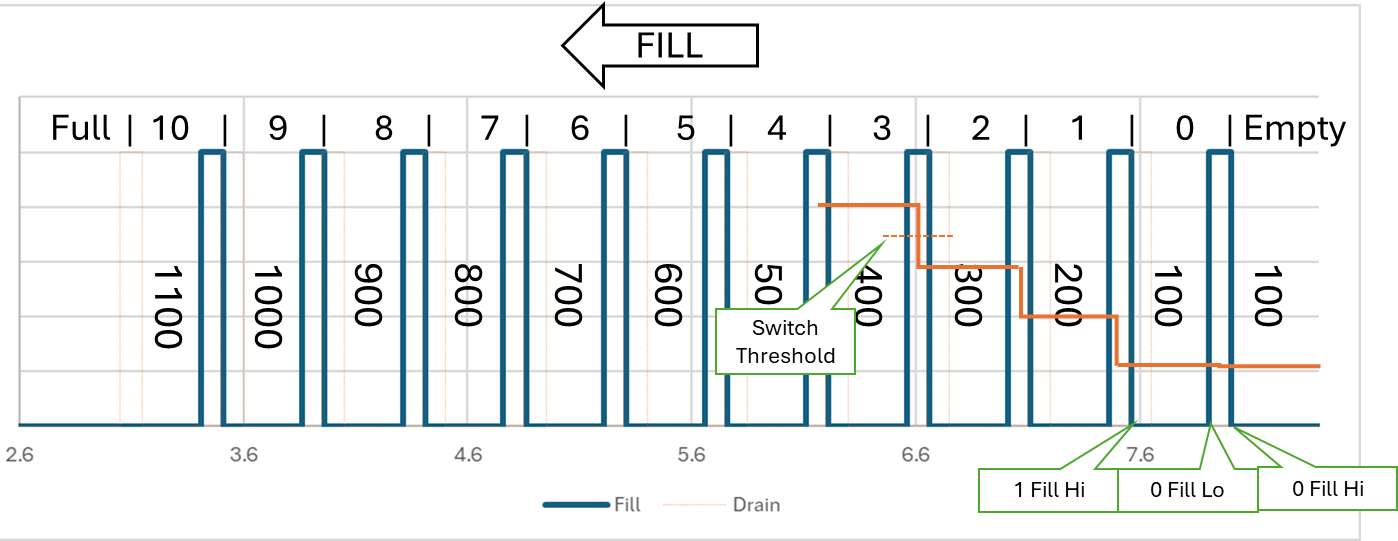 FILL
Full | 10 | 9 | 8 | 7 | 6 | 5 | 4 | 3 | 2 | 1 | 0 | Empty
1100
1000
900
800
700
600
50
400
300
200
100
100
Switch
Threshold
2.6 3.6 4.6 5.6 6.6 7.6
1 Fill Hi
0 Fill Lo
0 Fill Hi
Fill
Drain